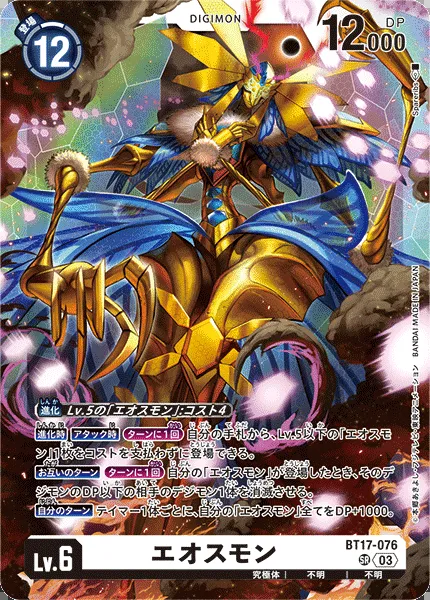 DIGIMON
登場
12
DP
12000
Sparenbs
BANDAI MADE IN JAPAN
進化 Lv.5の「エオスモン」:コスト4
進化時 アタック時 ターンに1回 自分の手札から、Lv.5以下の「エオスモ
ン」1枚をコストを支払わずに登場できる。
お互いのターン ターンに1回 自分の「エオスモン」が登場したとき、そのデ
ジモンのDP以下の相手のデジモン1体を消滅させる。
自分のターン テイマー1体ごとに、自分の「エオスモン」全てをDP+1000。
Lv.6
エオスモン
BT17-076
SR 03
究極体 | 不明 | 不明